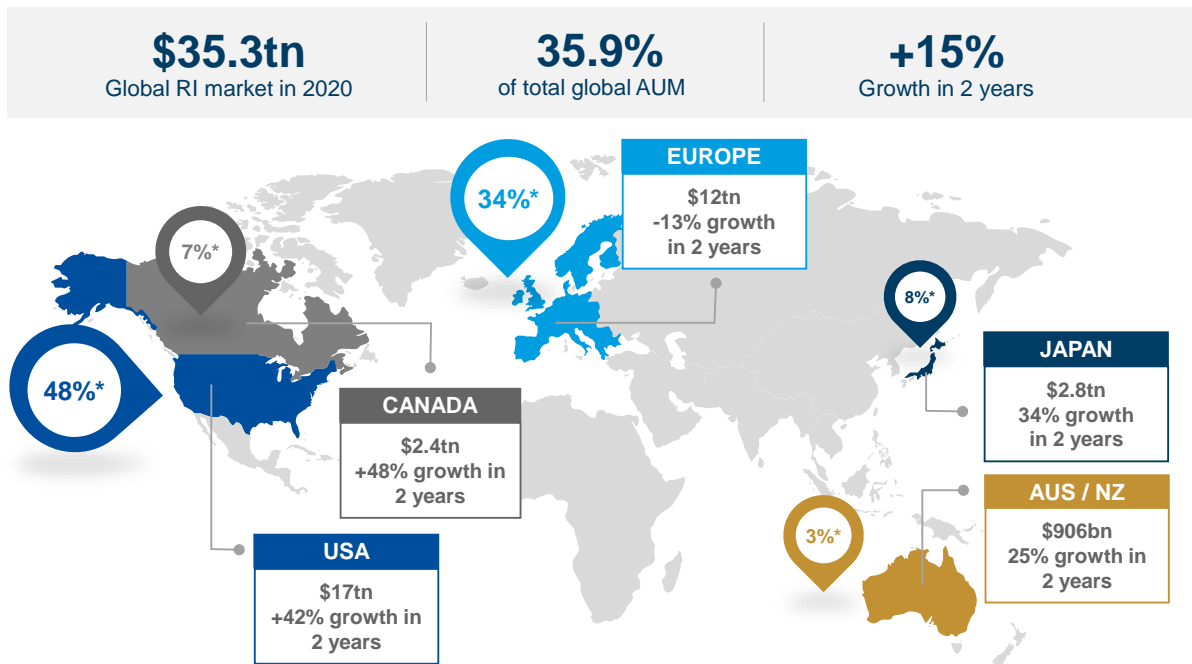 $35.3tn
Global RI market in 2020
35.9%
of total global AUM
+15%
Growth in 2 years
34%*
EUROPE
$12tn
-13% growth
in 2 years
7%*
8%*
48%*
JAPAN
$2.8tn
34% growth
in 2 years
CANADA
$2.4tn
+48% growth in
2 years
3%*
AUS / NZ
$906bn
25% growth in
2 years
USA
$17tn
+42% growth in
2 years